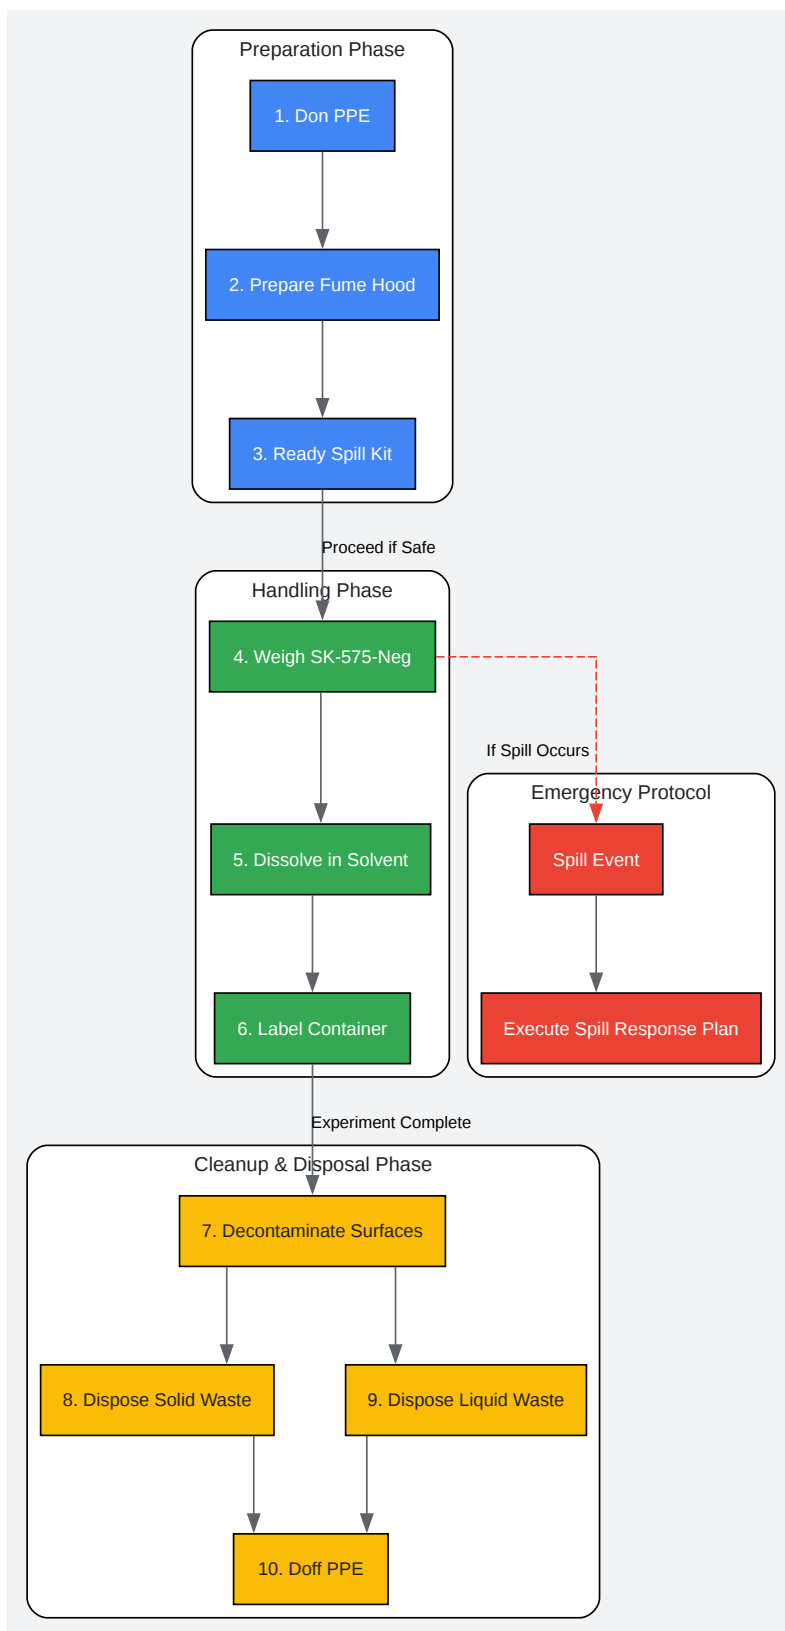 Preparation Phase
1. Don PPE
2. Prepare Fume Hood
3. Ready Spill Kit
Proceed if Safe
Handling Phase
4. Weigh SK-575-Neg
If Spill Occurs
Emergency Protocol
5. Dissolve in Solvent
Spill Event
6. Label Container
Execute Spill Response Plan
Experiment Complete
Cleanup & Disposal Phase
7. Decontaminate Surfaces
8. Dispose Solid Waste
9. Dispose Liquid Waste
10. Doff PPE